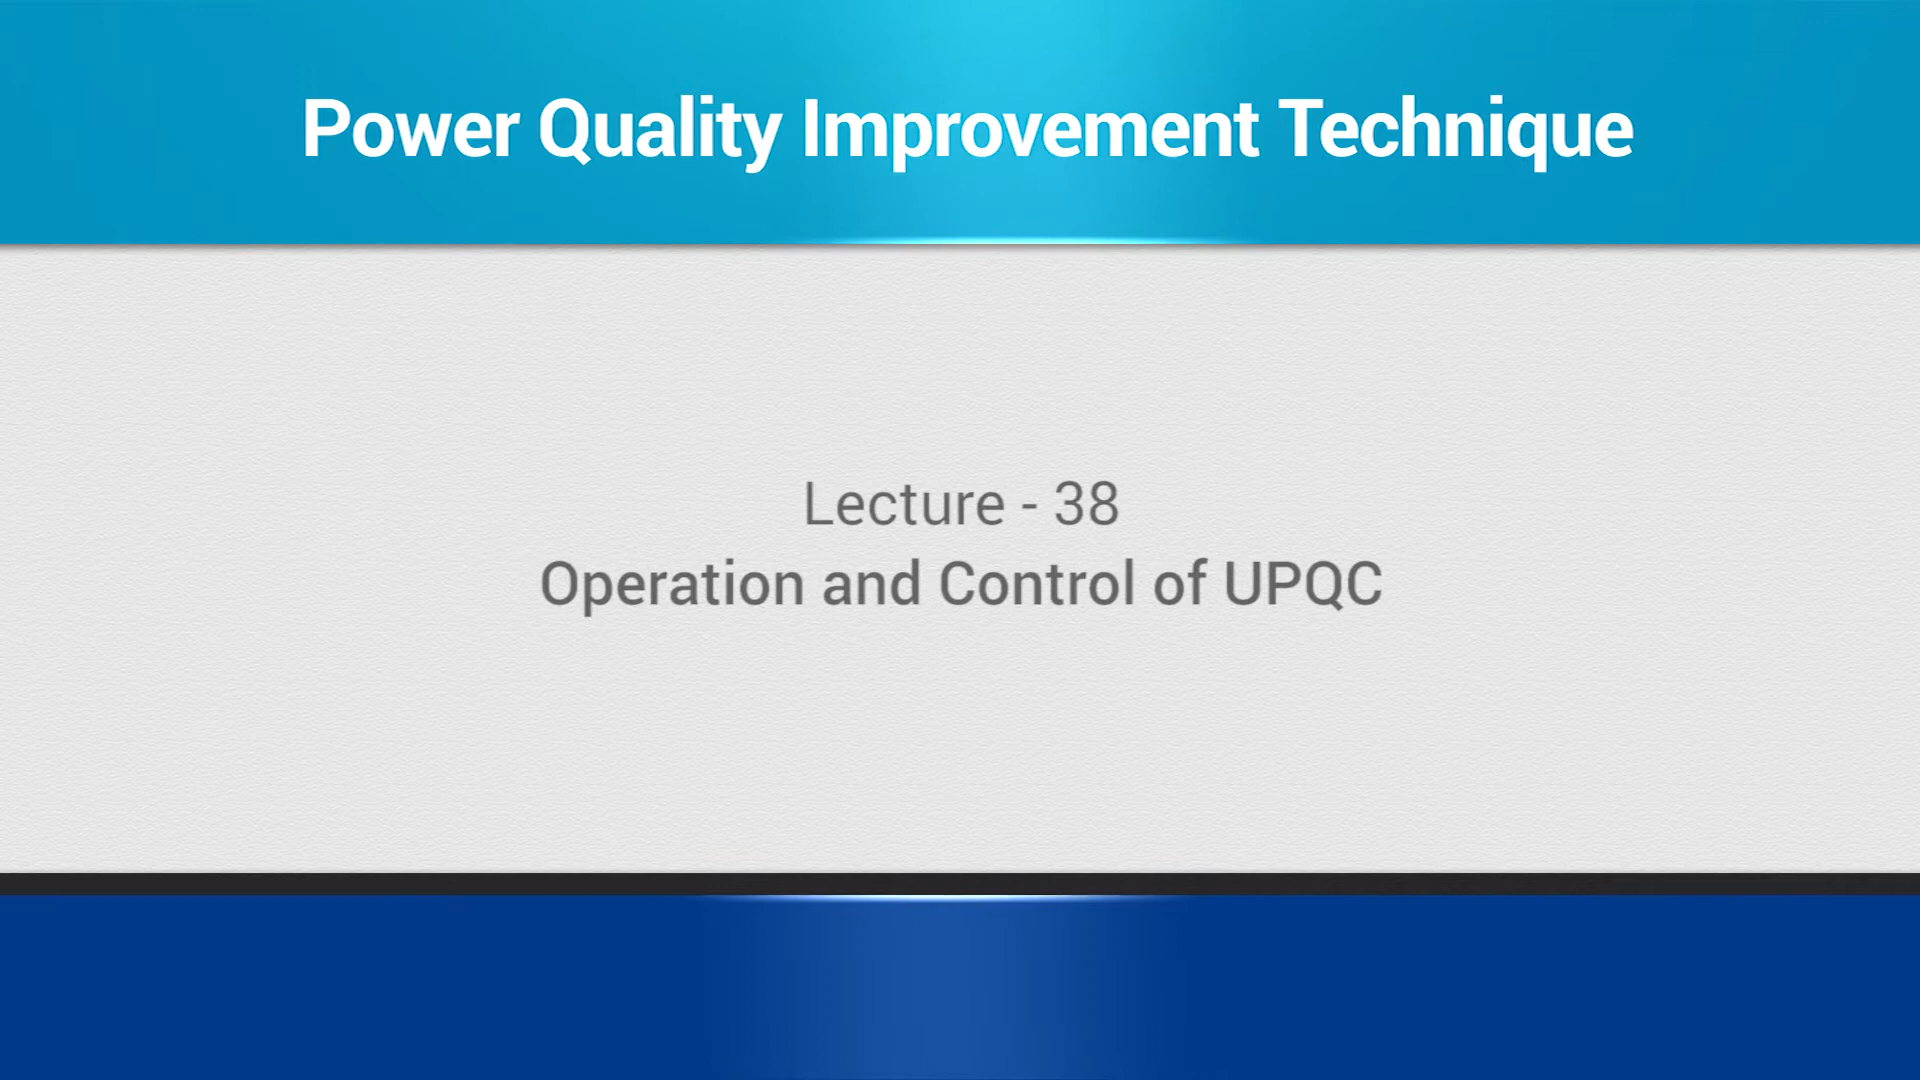 Power Quality Improvement Technique
Lecture - 38
Operation and Control of UPQC